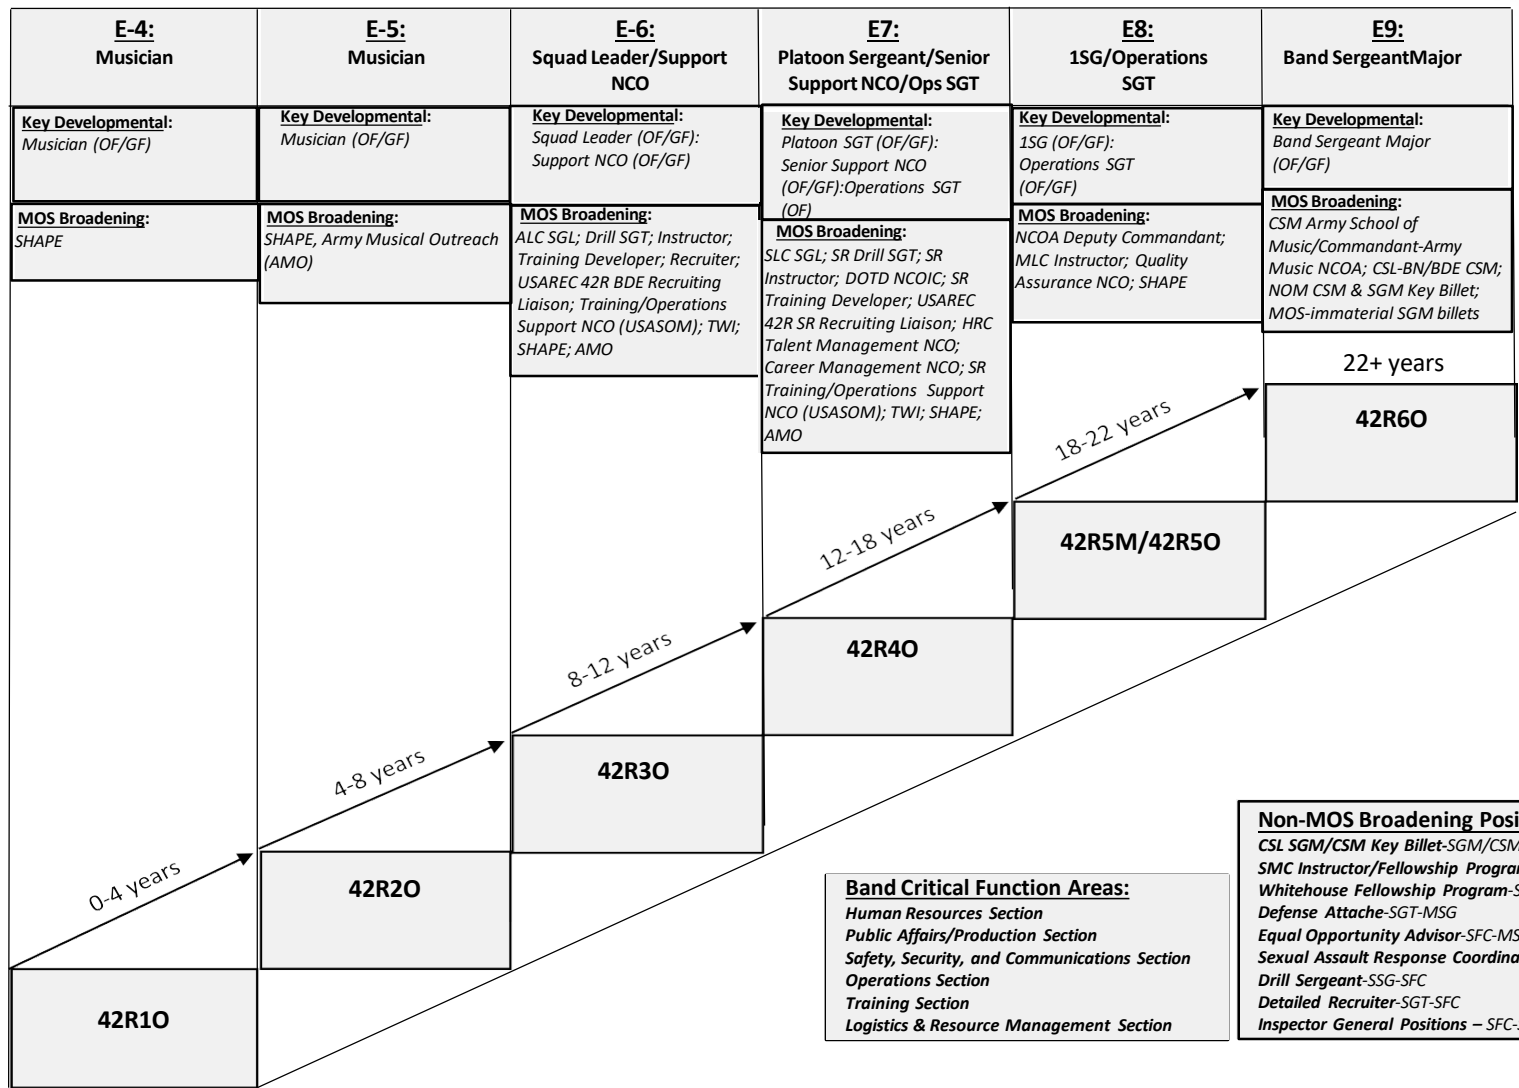 E-4:
Musician
E-5:
Musician
E-6:
Squad Leader/Support
NCO
E7:
Platoon Sergeant/Senior
Support NCO/Ops SGT
E8:
1SG/Operations
SGT
E9:
Band SergeantMajor
Key Developmental:
Musician (OF/GF)
Key Developmental:
Musician (OF/GF)
Key Developmental:
Squad Leader (OF/GF):
Support NCO (OF/GF)
Key Developmental:
Platoon SGT (OF/GF):
Senior Support NCO
(OF/GF):Operations SGT
(OF)
Key Developmental:
1SG (OF/GF):
Operations SGT
(OF/GF)
Key Developmental:
Band Sergeant Major
(OF/GF)
MOS Broadening:
SHAPE
MOS Broadening:
SHAPE, Army Musical Outreach
(AMO)
MOS Broadening:
ALC SGL; Drill SGT; Instructor;
Training Developer; Recruiter;
USAREC 42R BDE Recruiting
Liaison; Training/Operations
Support NCO (USASOM); TWI;
SHAPE; AMO
MOS Broadening:
SLC SGL; SR Drill SGT; SR
Instructor; DOTD NCOIC; SR
Training Developer; USAREC
42R SR Recruiting Liaison; HRC
Talent Management NCO;
Career Management NCO; SR
Training/Operations Support
NCO (USASOM); TWI; SHAPE;
AMO
MOS Broadening:
NCOA Deputy Commandant;
MLC Instructor; Quality
Assurance NCO; SHAPE
MOS Broadening:
CSM Army School of
Music/Commandant-Army
Music NCOA; CSL-BN/BDE CSM;
NOM CSM & SGM Key Billet;
MOS-immaterial SGM billets
22+ years
42R6O
18-22 years
42R5M/42R5O
12-18 years
42R4O
8-12 years
42R3O
4-8 years
42R2O
0-4 years
42R1O
Band Critical Function Areas:
Human Resources Section
Public Affairs/Production Section
Safety, Security, and Communications Section
Operations Section
Training Section
Logistics & Resource Management Section
Non-MOS Broadening Posi
CSL SGM/CSM Key Billet-SGM/CSM
SMC Instructor/Fellowship Program
Whitehouse Fellowship Program-S
Defense Attache-SGT-MSG
Equal Opportunity Advisor-SFC-MS
Sexual Assault Response Coordina
Drill Sergeant-SSG-SFC
Detailed Recruiter-SGT-SFC
Inspector General Positions – SFC-